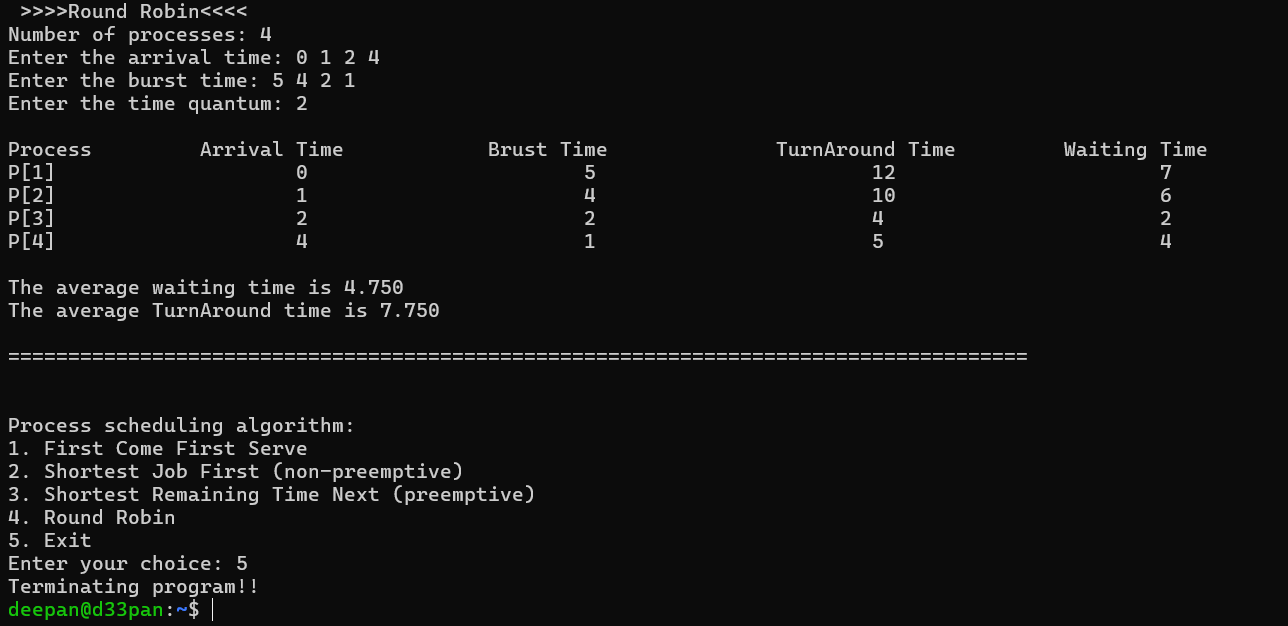 >>>>Round Robin<<<<
Number of processes: 4
Enter the arrival time: 0 1 2 4
Enter the burst time: 5 4 2 1
Enter the time quantum: 2
Process Arrival Time Brust Time TurnAround Time Waiting Time
P[1] 0 5 12 7
P[2] 1 4 10 6
P[3] 2 2 4 2
P[4] 4 1 5 4
The average waiting time is 4.750
The average TurnAround time is 7.750
=====================================================================================
Process scheduling algorithm:
1. First Come First Serve
2. Shortest Job First (non-preemptive)
3. Shortest Remaining Time Next (preemptive)
4. Round Robin
5. Exit
Enter your choice: 5
Terminating program!!
deepan@d33pan:~$